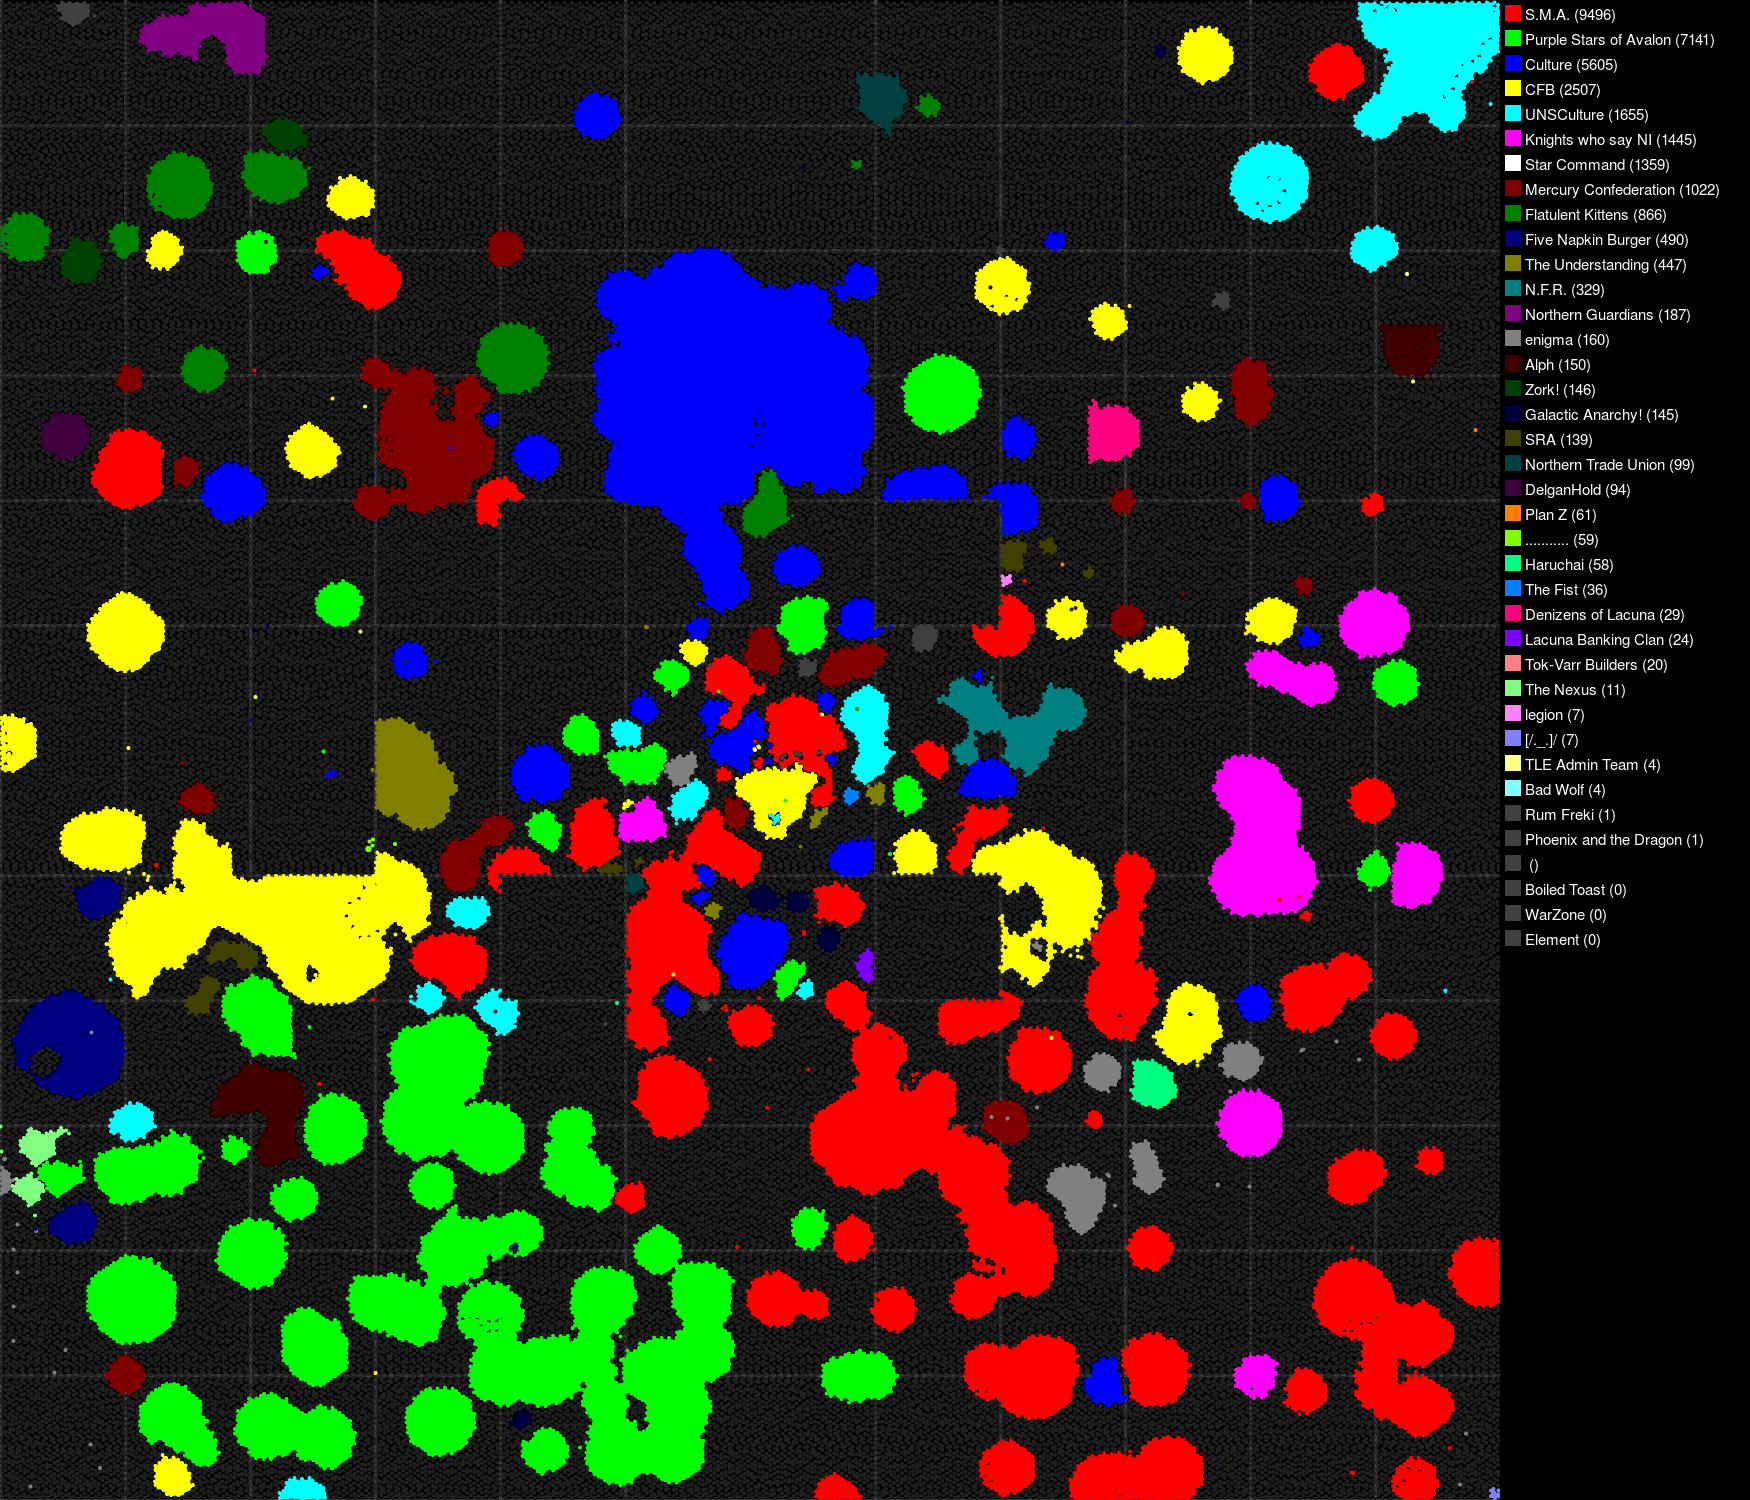 S.M.A. (9496)
Purple Stars of Avalon (7141)
Culture (5605)
CFB (2507)
UNSCulture (1655)
Knights who say NI (1445)
Star Command (1359)
Mercury Confederation (1022)
Flatulent Kittens (866)
Five Napkin Burger (490)
The Understanding (447)
N.F.R. (329)
Northern Guardians (187)
enigma (160)
Alph (150)
Zork! (146)
Galactic Anarchy! (145)
SRA (139)
Northern Trade Union (99)
DelganHold (94)
Plan Z (61)
........... (59)
Haruchai (58)
The Fist (36)
Denizens of Lacuna (29)
Lacuna Banking Clan (24)
Tok-Varr Builders (20)
The Nexus (11)
legion (7)
[/._.]/ (7)
TLE Admin Team (4)
Bad Wolf (4)
Rum Freki (1)
Phoenix and the Dragon (1)
()
Boiled Toast (0)
WarZone (0)
Element (0)